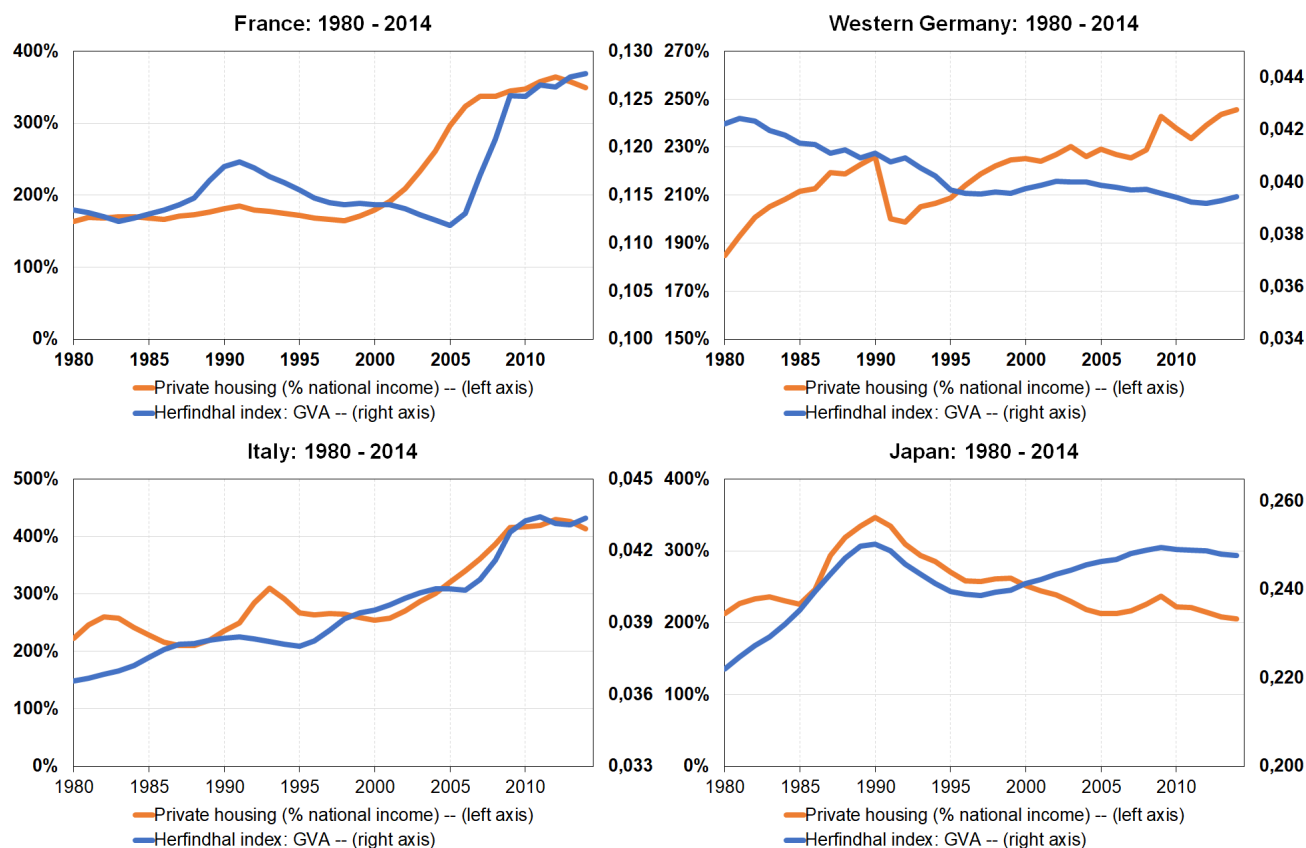 France: 1980 - 2014
400%
300%
200%
100%
0%
0,130
0,125
0,120
0,115
0,110
0,105
0,100
1980 1985 1990 1995 2000 2005 2010
Private housing (% national income) -- (left axis)
Herfindhal index: GVA -- (right axis)
Western Germany: 1980 - 2014
270%
250%
230%
210%
190%
170%
150%
0,044
0,042
0,040
0,038
0,036
0,034
1980 1985 1990 1995 2000 2005 2010
Private housing (% national income) -- (left axis)
Herfindhal index: GVA -- (right axis)
Italy: 1980 - 2014
500%
400%
300%
200%
100%
0%
0,045
0,042
0,039
0,036
0,033
1980 1985 1990 1995 2000 2005 2010
Private housing (% national income) -- (left axis)
Herfindhal index: GVA -- (right axis)
Japan: 1980 - 2014
400%
300%
200%
100%
0%
0,260
0,240
0,220
0,200
1980 1985 1990 1995 2000 2005 2010
Private housing (% national income) -- (left axis)
Herfindhal index: GVA -- (right axis)